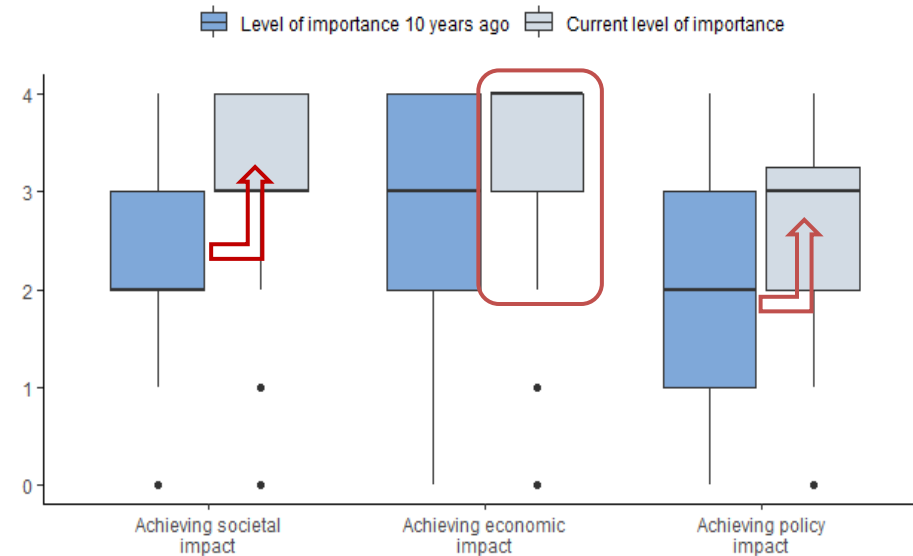 Level of importance 10 years ago Current level of importance
4
3
2
1
0
Achieving societal
impact
Achieving economic
impact
Achieving policy
impact